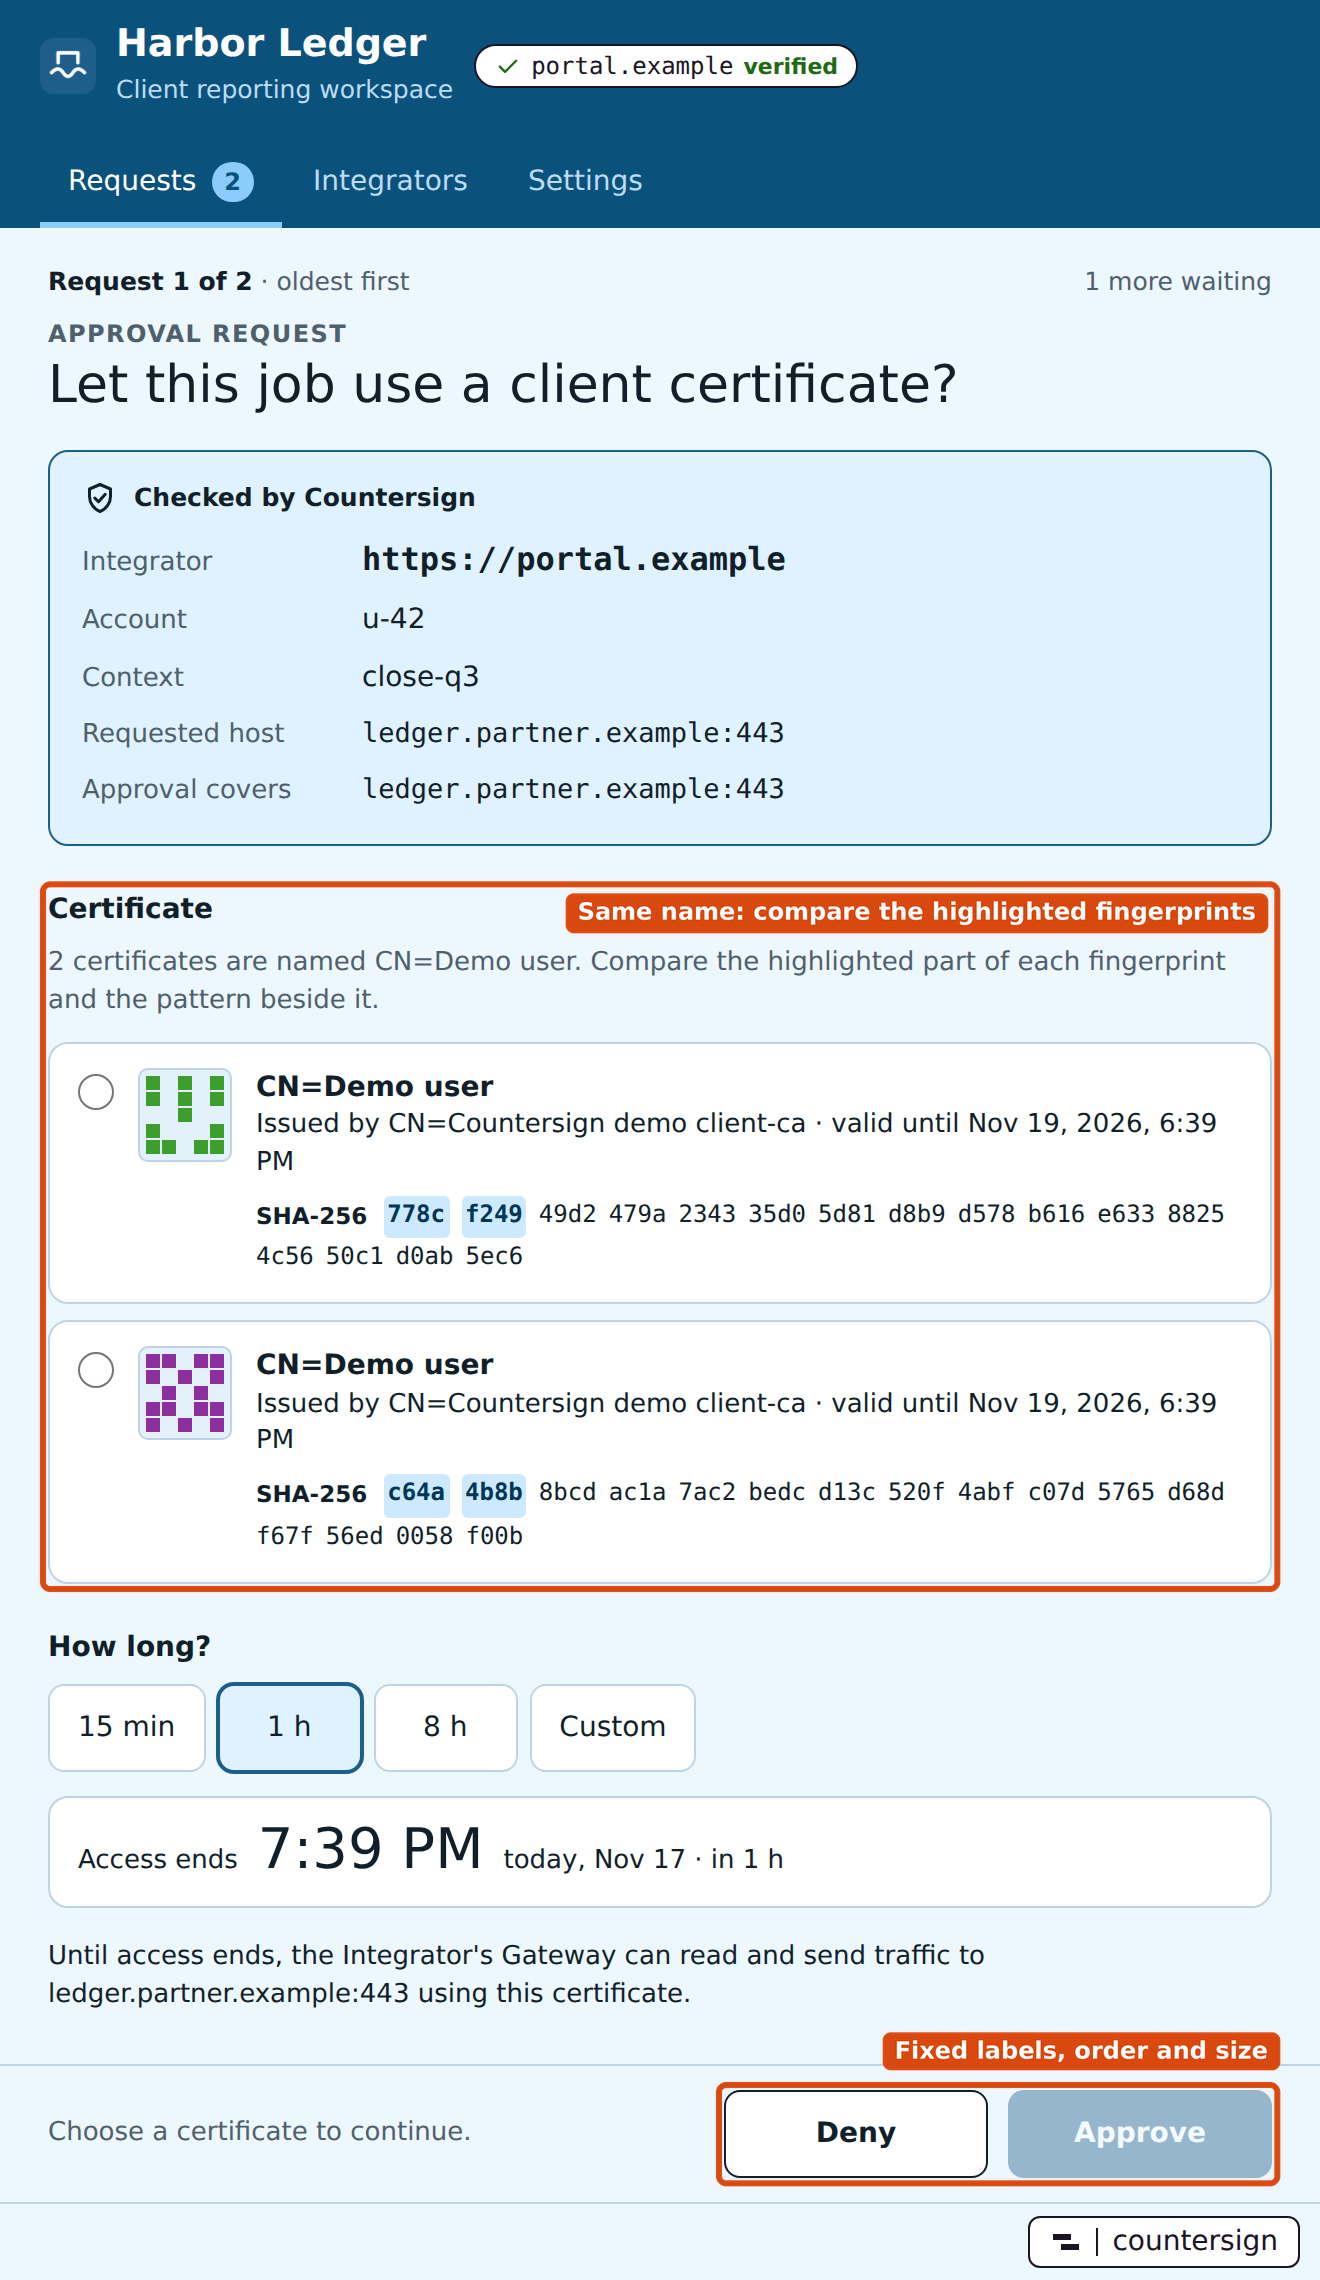 Harbor Ledger
Client reporting workspace
portal.example verified
Requests 2 Integrators Settings
Request 1 of 2 · oldest first 1 more waiting
APPROVAL REQUEST
Let this job use a client certificate?
Checked by Countersign
Integrator https://portal.example
Account u-42
Context close-q3
Requested host ledger.partner.example:443
Approval covers ledger.partner.example:443
Certificate Same name: compare the highlighted fingerprints
2 certificates are named CN=Demo user. Compare the highlighted part of each fingerprint
and the pattern beside it.
CN=Demo user
Issued by CN=Countersign demo client-ca · valid until Nov 19, 2026, 6:39
PM
SHA-256 778c f249 49d2 479a 2343 35d0 5d81 d8b9 d578 b616 e633 8825
4c56 50c1 d0ab 5ec6
CN=Demo user
Issued by CN=Countersign demo client-ca · valid until Nov 19, 2026, 6:39
PM
SHA-256 c64a 4b8b 8bcd ac1a 7ac2 bedc d13c 520f 4abf c07d 5765 d68d
f67f 56ed 0058 f00b
How long?
15 min 1 h 8 h Custom
Access ends 7:39 PM today, Nov 17 · in 1 h
Until access ends, the Integrator's Gateway can read and send traffic to
ledger.partner.example:443 using this certificate.
Fixed labels, order and size
Choose a certificate to continue. Deny Approve
countersign